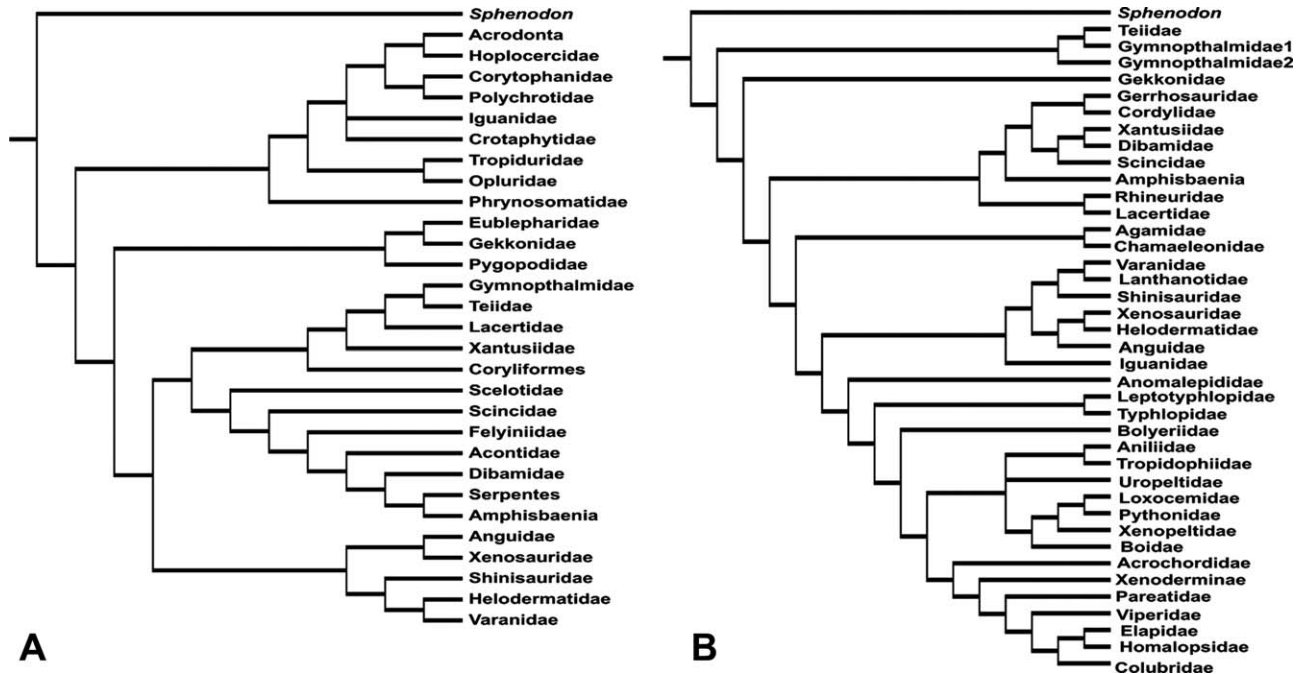 Sphenodon
Acrodonta
Hoplocercidae
Corytophanidae
Polychrotidae
Iguanidae
Crotaphytidae
Tropiduridae
Opluridae
Phrynosomatidae
Eublepharidae
Gekkonidae
Pygopodidae
Gymnopthalmidae
Teiidae
Lacertidae
Xantusiidae
Coryliformes
Scelotidae
Scincidae
Felyiniidae
Acontidae
Dibamidae
Serpentes
Amphisbaenia
Anguidae
Xenosauridae
Shinisauridae
Helodermatidae
Varanidae
A
Sphenodon
Teiidae
Gymnopthalmidae1
Gymnopthalmidae2
Gekkonidae
Gerrhosauridae
Cordylidae
Xantusiidae
Dibamidae
Scincidae
Amphisbaenia
Rhineuridae
Lacertidae
Agamidae
Chamaeleonidae
Varanidae
Lanthanotidae
Shinisauridae
Xenosauridae
Helodermatidae
Anguidae
Iguanidae
Anomalepididae
Leptotyphlopidae
Typhlopidae
Bolyeriidae
Aniliidae
Tropidophiidae
Uropeltidae
Loxocemidae
Pythonidae
Xenopeltidae
Boidae
Acrochordidae
Xenoderminae
Pareatidae
Viperidae
Elapidae
Homalopsidae
Colubridae
B